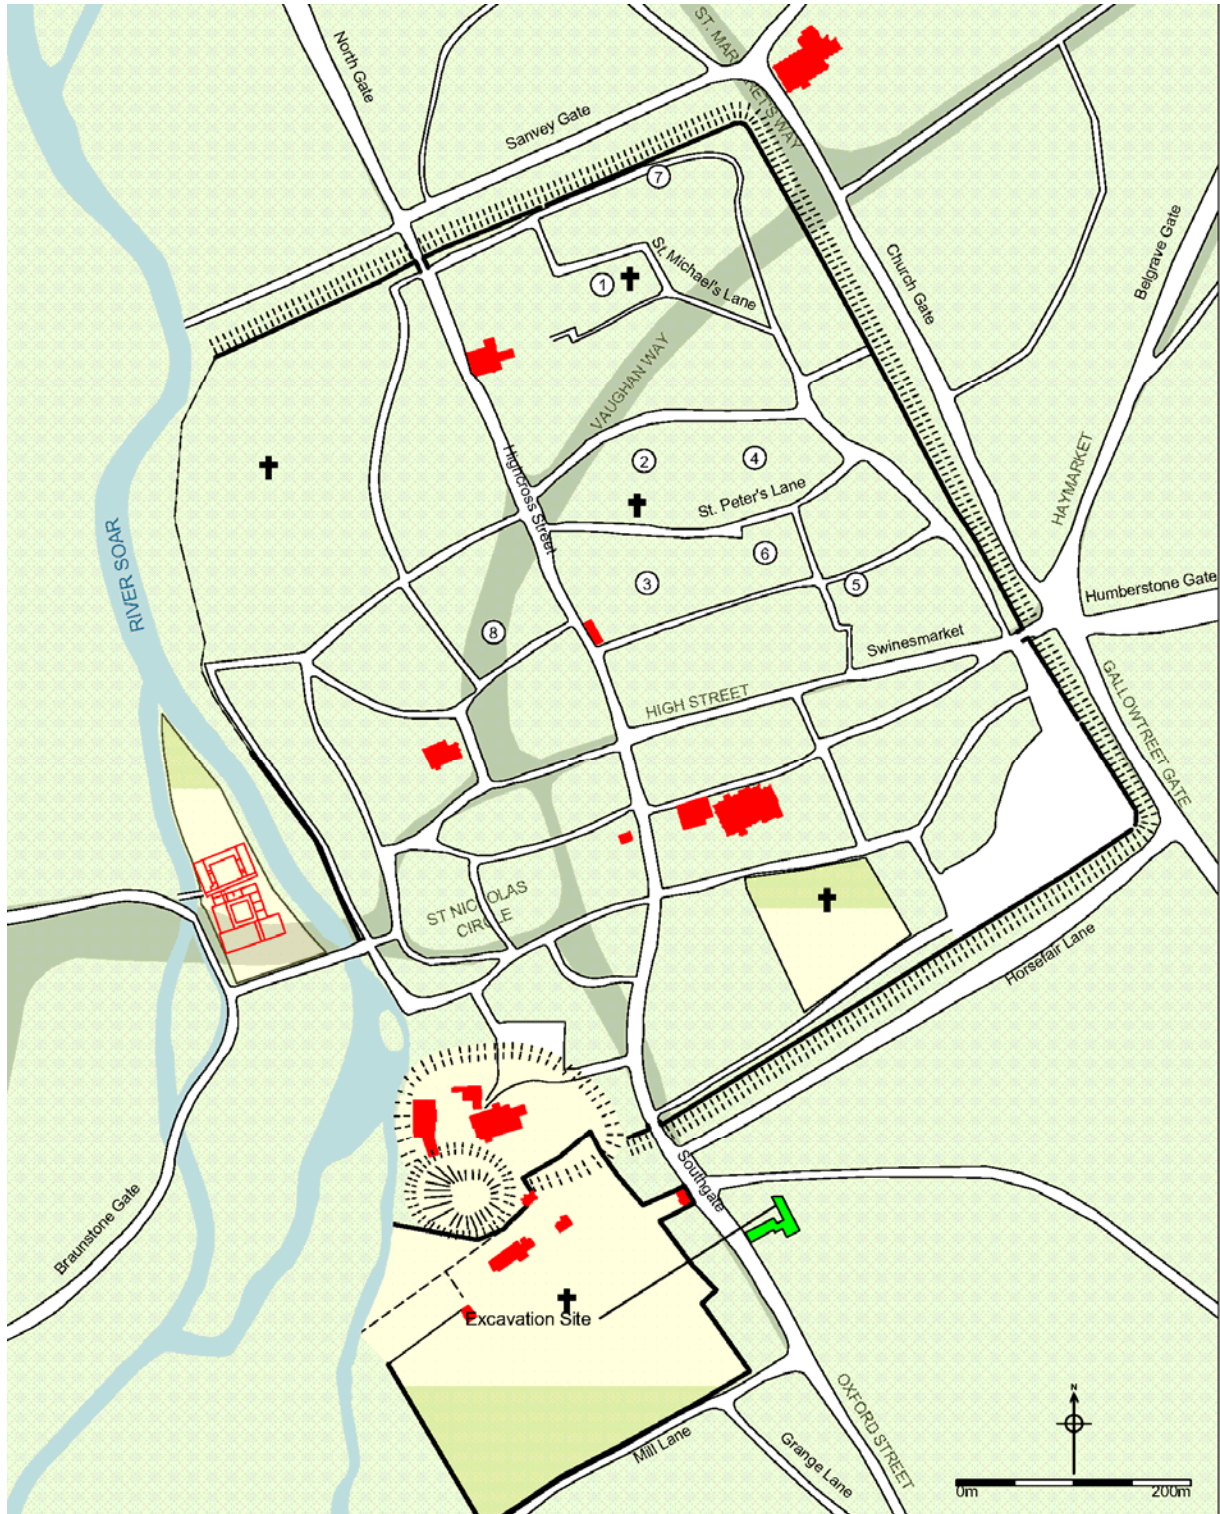 North Gate
ST. MARGARET'S WAY
Sanvey Gate
7
St. Michael's Lane
1
Church Gate
Belgrave Gate
VAUGHAN WAY
Highcross Street
2
4
St. Peter's Lane
HAYMARKET
RIVER SOAR
6
3
5
Humberstone Gate
8
Swinesmarket
HIGH STREET
GALLOWTREE GATE
ST NICHOLAS
CIRCLE
Horsefair Lane
Southgate
Braunstone Gate
Excavation Site
OXFORD STREET
Mill Lane
Grange Lane
N
0m
200m